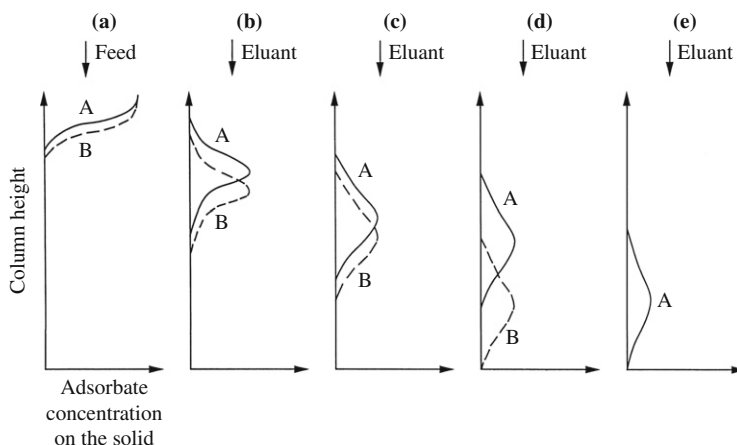 (a)
(b)
(c)
(d)
(e)
Feed
Eluant
Eluant
Eluant
Eluant
A
B
A
B
A
B
A
B
A
Column height
Adsorbate
concentration
on the solid